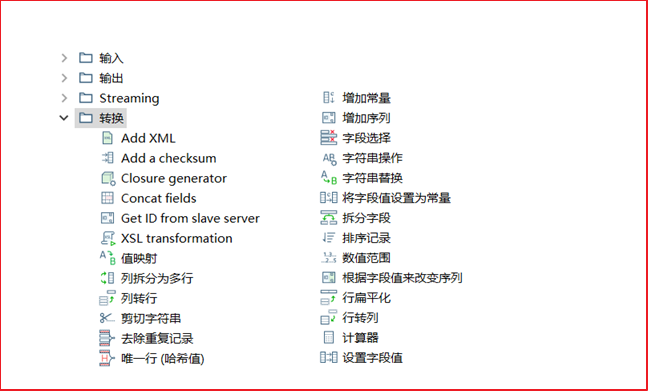 输入
输出
Streaming
转换
Add XML
Add a checksum
Closure generator
Concat fields
Get ID from slave server
XSL transformation
值映射
列拆分为多行
列转行
剪切字符串
去除重复记录
唯一行 (哈希值)
增加常量
增加序列
字段选择
字符串操作
字符串替换
将字段值设置为常量
拆分字段
排序记录
数值范围
根据字段值来改变序列
行扁平化
行转列
计算器
设置字段值